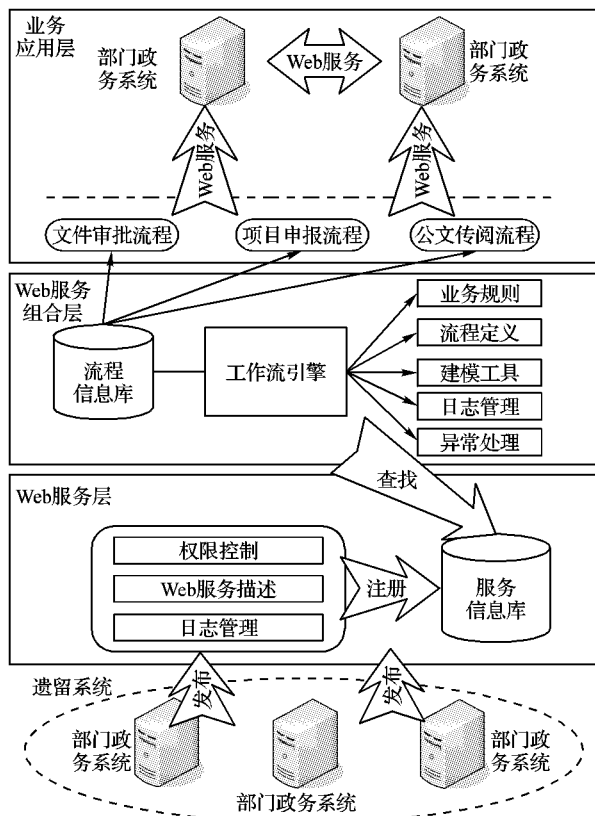 业务
应用层
部门政
务系统
Web服务
部门政
务系统
Web服务
Web服务
文件审批流程
项目申报流程
公文传阅流程
Web服务
组合层
流程
信息库
工作流引擎
业务规则
流程定义
建模工具
日志管理
异常处理
查找
Web服务层
权限控制
Web服务描述
日志管理
注册
服务
信息库
遗留系统
发布
发布
部门政
务系统
部门政务系统
部门政
务系统